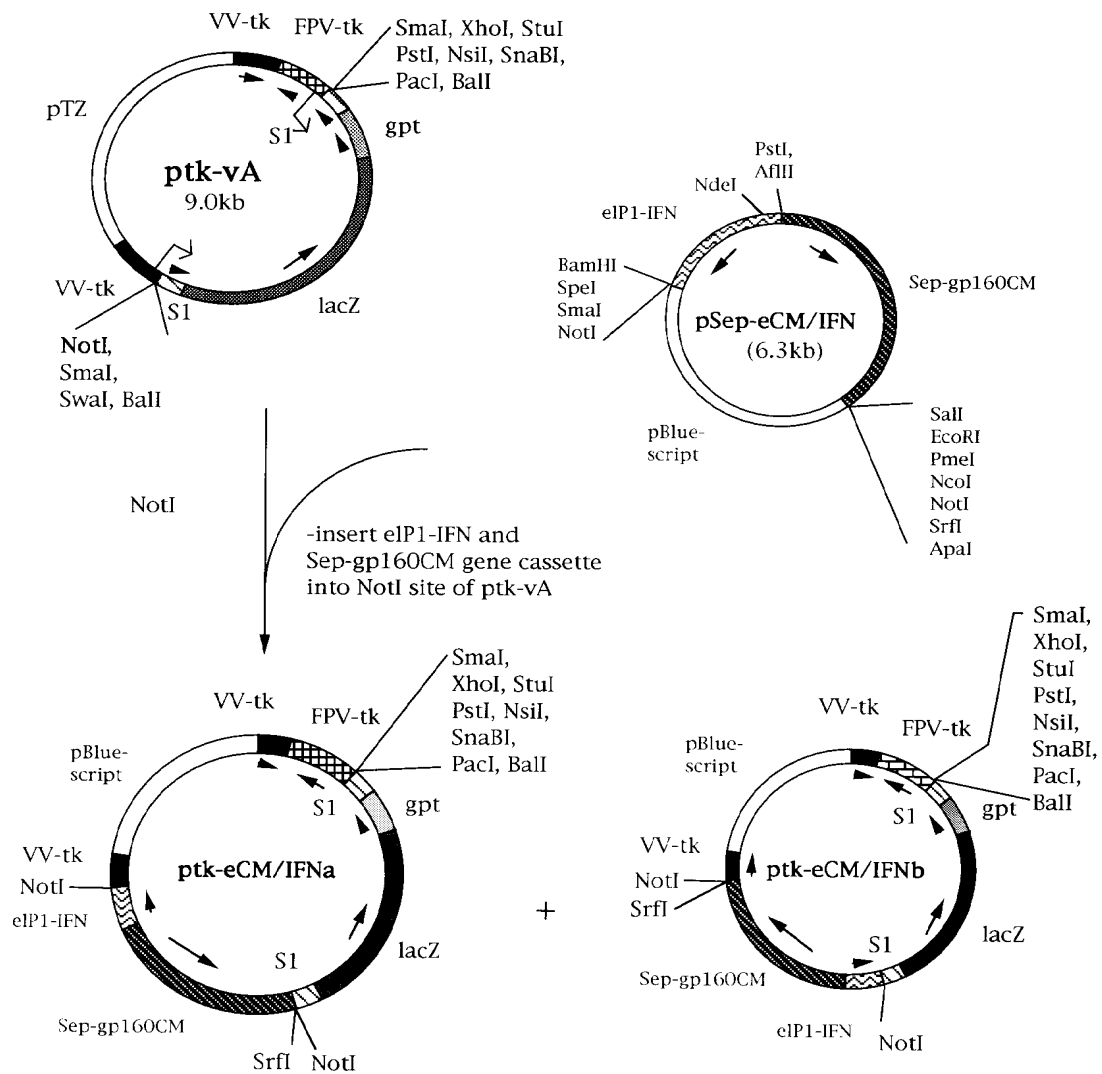 VV-tk
FPV-tk
SmaI, XhoI, StuI
PstI, NsiI, SnaBI,
PacI, BalI
pTZ
S1
gpt
ptk-vA
9.0kb
VV-tk
S1
lacZ
NotI,
SmaI,
SwaI, BalI
PstI,
AflII
NdeI
eIP1-IFN
BamHI
SpeI
SmaI
NotI
Sep-gp160CM
pSep-eCM/IFN
(6.3kb)
pBlue-
script
SalI
EcoRI
PmeI
NcoI
NotI
SrfI
ApaI
NotI
-insert eIP1-IFN and
Sep-gp160CM gene cassette
into NotI site of ptk-vA
VV-tk
FPV-tk
SmaI,
XhoI, StuI
PstI, NsiI,
SnaBI,
PacI, BalI
pBlue-
script
S1
gpt
VV-tk
NotI
eIP1-IFN
ptk-eCM/IFNa
lacZ
S1
Sep-gp160CM
SrfI
NotI
+
SmaI,
XhoI,
StuI
PstI,
NsiI,
SnaBI,
PacI,
BalI
VV-tk
FPV-tk
pBlue-
script
S1
gpt
VV-tk
NotI
SrfI
ptk-eCM/IFNb
lacZ
S1
Sep-gp160CM
eIP1-IFN
NotI